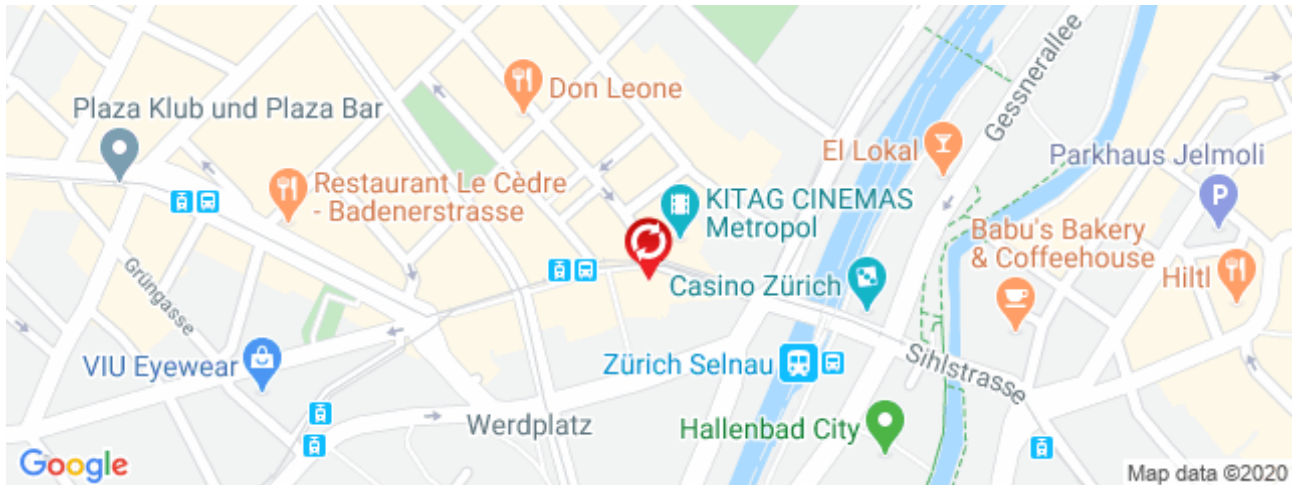 Gessnerallee
Don Leone
Plaza Klub und Plaza Bar
El Lokal
Parkhaus Jelmoli
P
Restaurant Le Cèdre
- Badenerstrasse
KITAG CINEMAS
Metropol
Babu's Bakery
& Coffeehouse
Hiltl
Grüngasse
Casino Zürich
VIU Eyewear
Zürich Selnau
Sihlstrasse
Werdplatz
Hallenbad City
Google
Map data ©2020